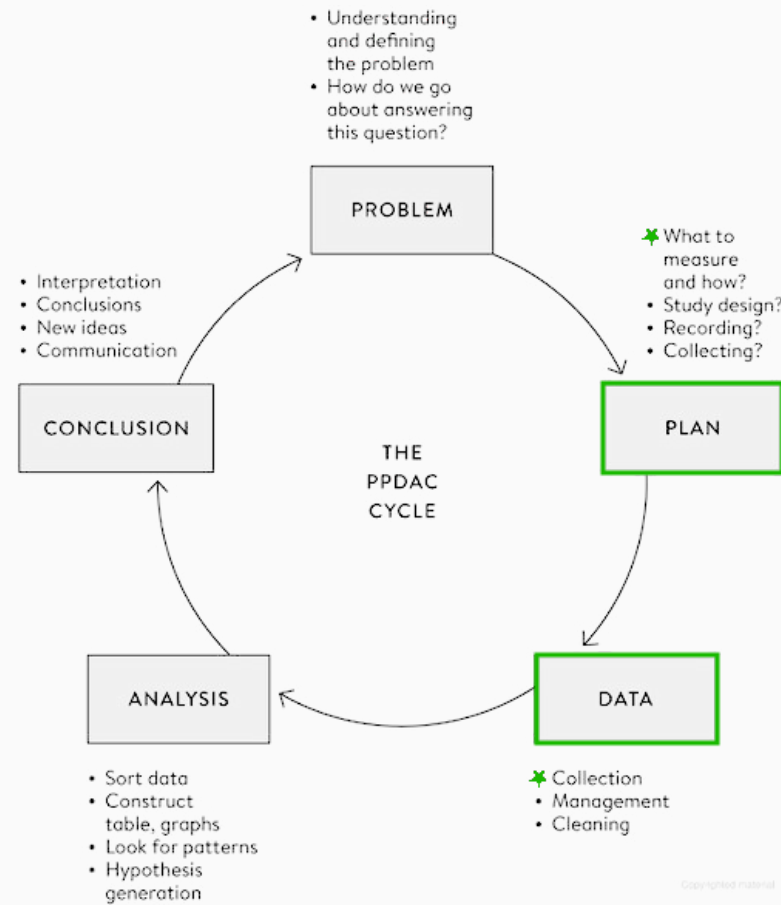 • Understanding
and defining
the problem
• How do we go
about answering
this question?
PROBLEM
What to
measure
and how?
• Study design?
• Recording?
• Collecting?
PLAN
DATA
Collection
• Management
• Cleaning
ANALYSIS
• Sort data
• Construct
table, graphs
• Look for patterns
• Hypothesis
generation
• Interpretation
• Conclusions
• New ideas
• Communication
CONCLUSION
THE
PPDAC
CYCLE
Copyrighted material